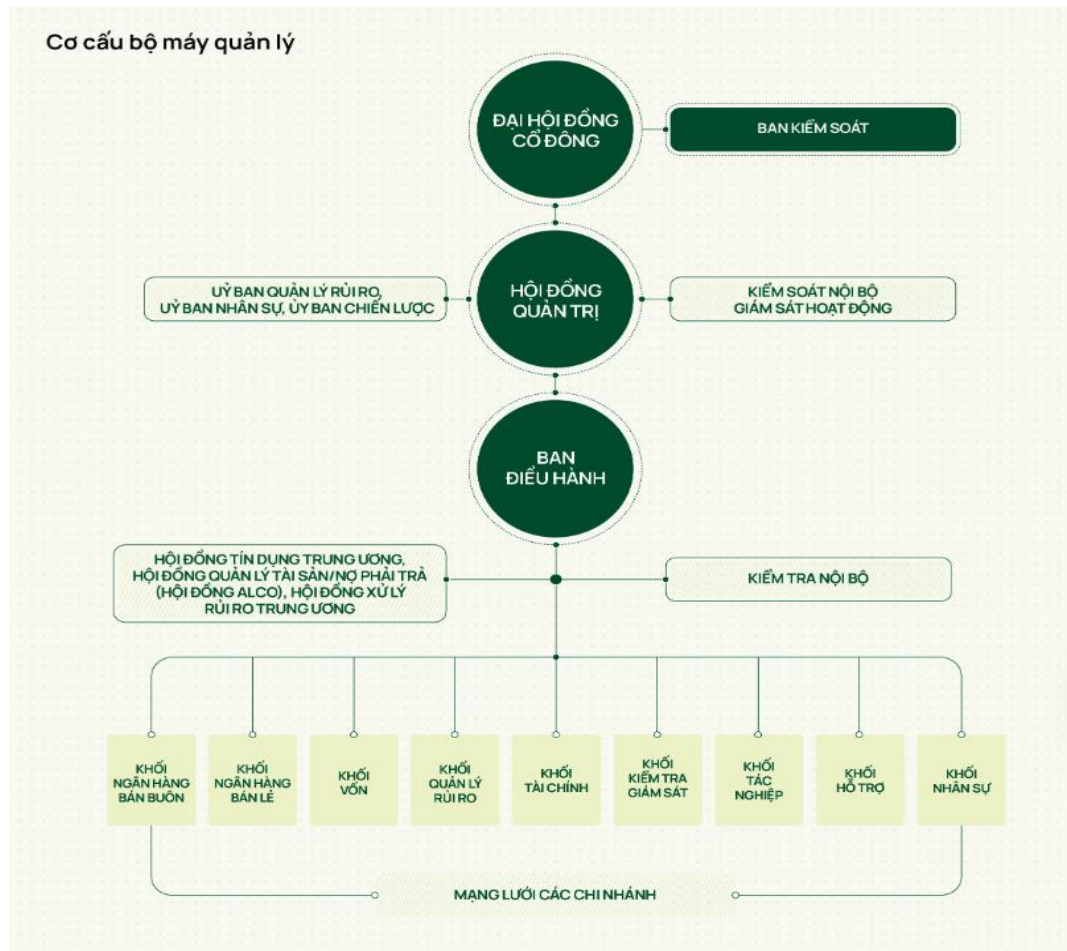 Cơ cấu bộ máy quản lý
ĐẠI HỘI ĐỒNG
CỔ ĐÔNG
BAN KIỂM SOÁT
UỶ BAN QUẢN LÝ RỦI RO,
UỶ BAN NHÂN SỰ, ỦY BAN CHIẾN LƯỢC
HỘI ĐỒNG
QUẢN TRỊ
KIỂM SOÁT NỘI BỘ
GIÁM SÁT HOẠT ĐỘNG
BAN
ĐIỀU HÀNH
HỘI ĐỒNG TÍN DỤNG TRUNG ƯƠNG,
HỘI ĐỒNG QUẢN LÝ TÀI SẢN/NỢ PHẢI TRẢ
(HỘI ĐỒNG ALCO), HỘI ĐỒNG XỬ LÝ
RỦI RO TRUNG ƯƠNG
KIỂM TRA NỘI BỘ
KHỐI
NGÂN HÀNG
BÁN BUÔN
KHỐI
NGÂN HÀNG
BÁN LẺ
KHỐI
VỐN
KHỐI
QUẢN LÝ
RỦI RO
KHỐI
TÀI CHÍNH
KHỐI
KIỂM TRA
GIÁM SÁT
KHỐI
TÁC
NGHIỆP
KHỐI
HỖ TRỢ
KHỐI
NHÂN SỰ
MẠNG LƯỚI CÁC CHI NHÁNH